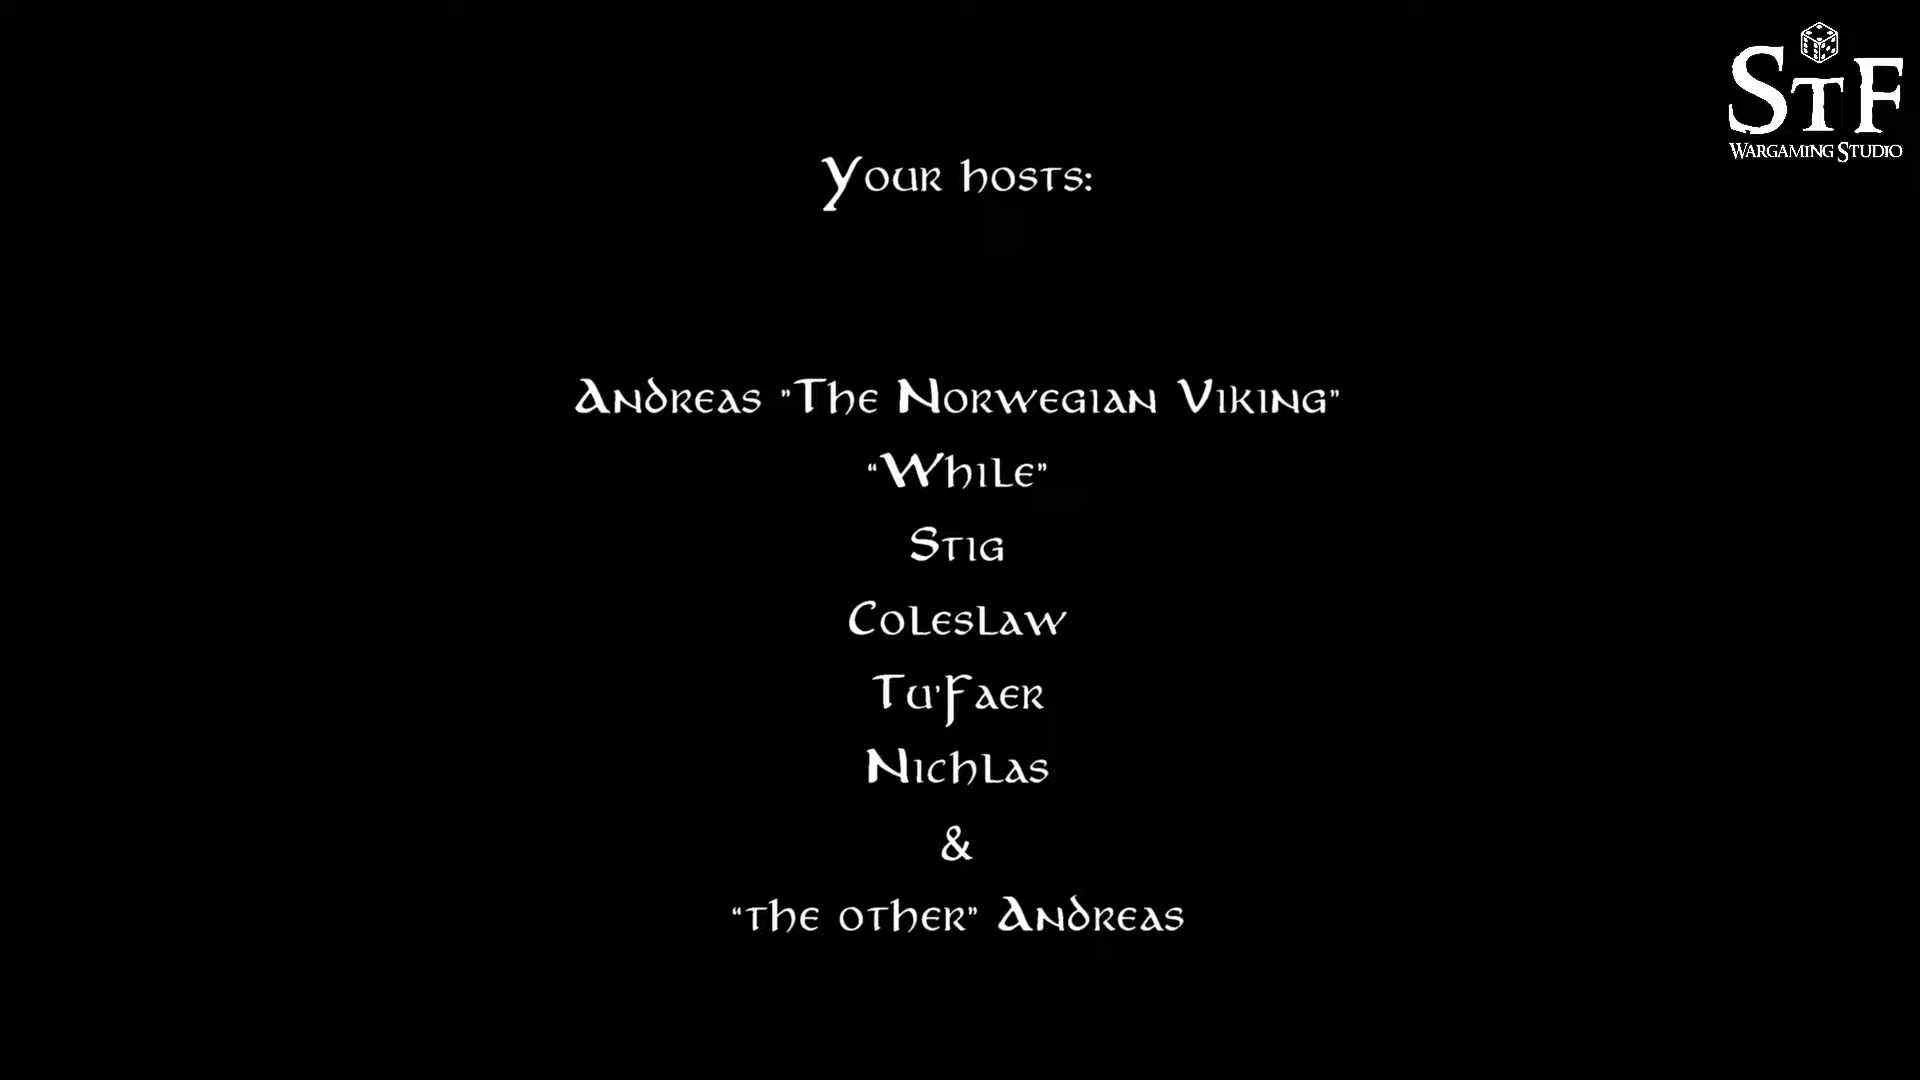 StF
Wargaming Studio
Your hosts:
Andreas "The Norwegian Viking"
“While”
Stig
Coleslaw
Tu'Faer
Nichlas
&
“the other” Andreas